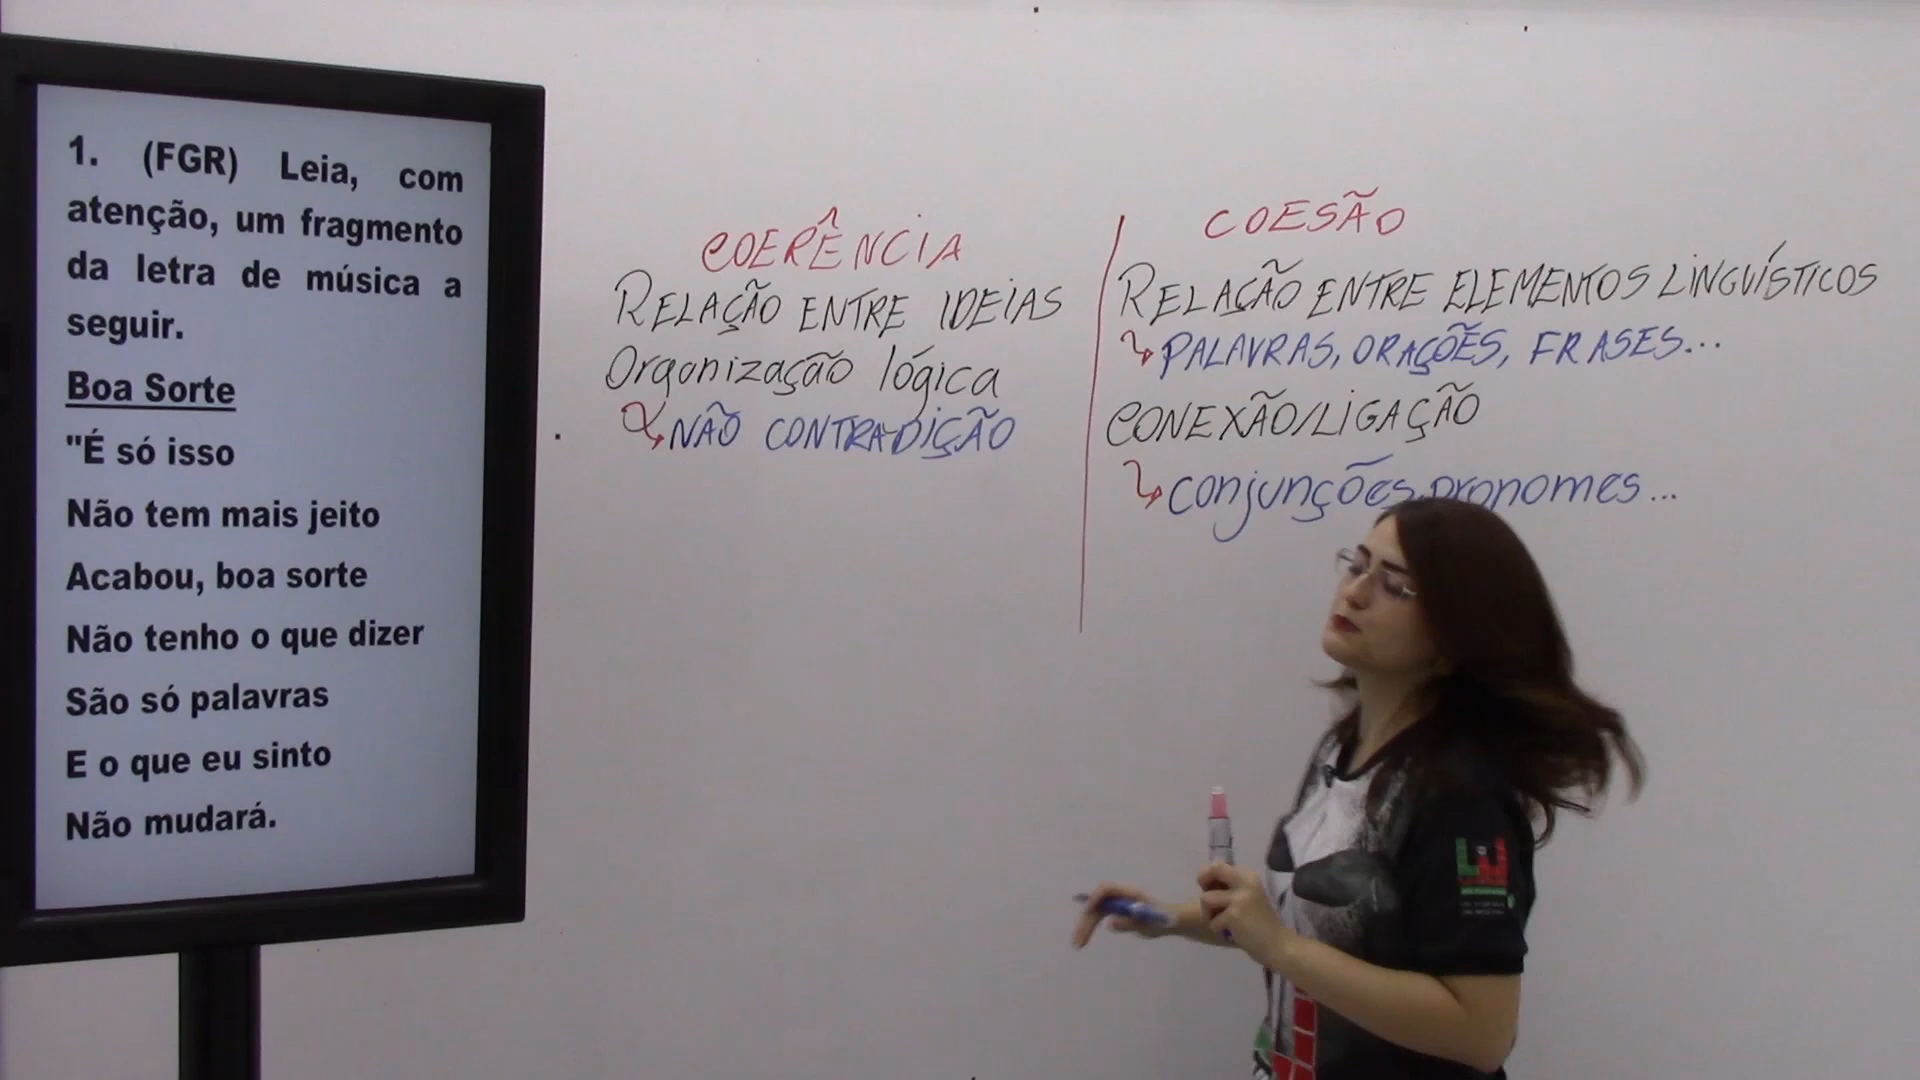 1. (FGR) Leia, com
atenção, um fragmento
da letra de música a
seguir.
Boa Sorte
"É só isso
Não tem mais jeito
Acabou, boa sorte
Não tenho o que dizer
São só palavras
E o que eu sinto
Não mudará.
COERÊNCIA
RELAÇÃO ENTRE IDEIAS
Organização lógica
NÃO CONTRADIÇÃO
COESÃO
RELAÇÃO ENTRE ELEMENTOS LINGUÍSTICOS
PALAVRAS, ORAÇÕES, FRASES...
CONEXÃO/LIGAÇÃO
conjunções, pronomes...